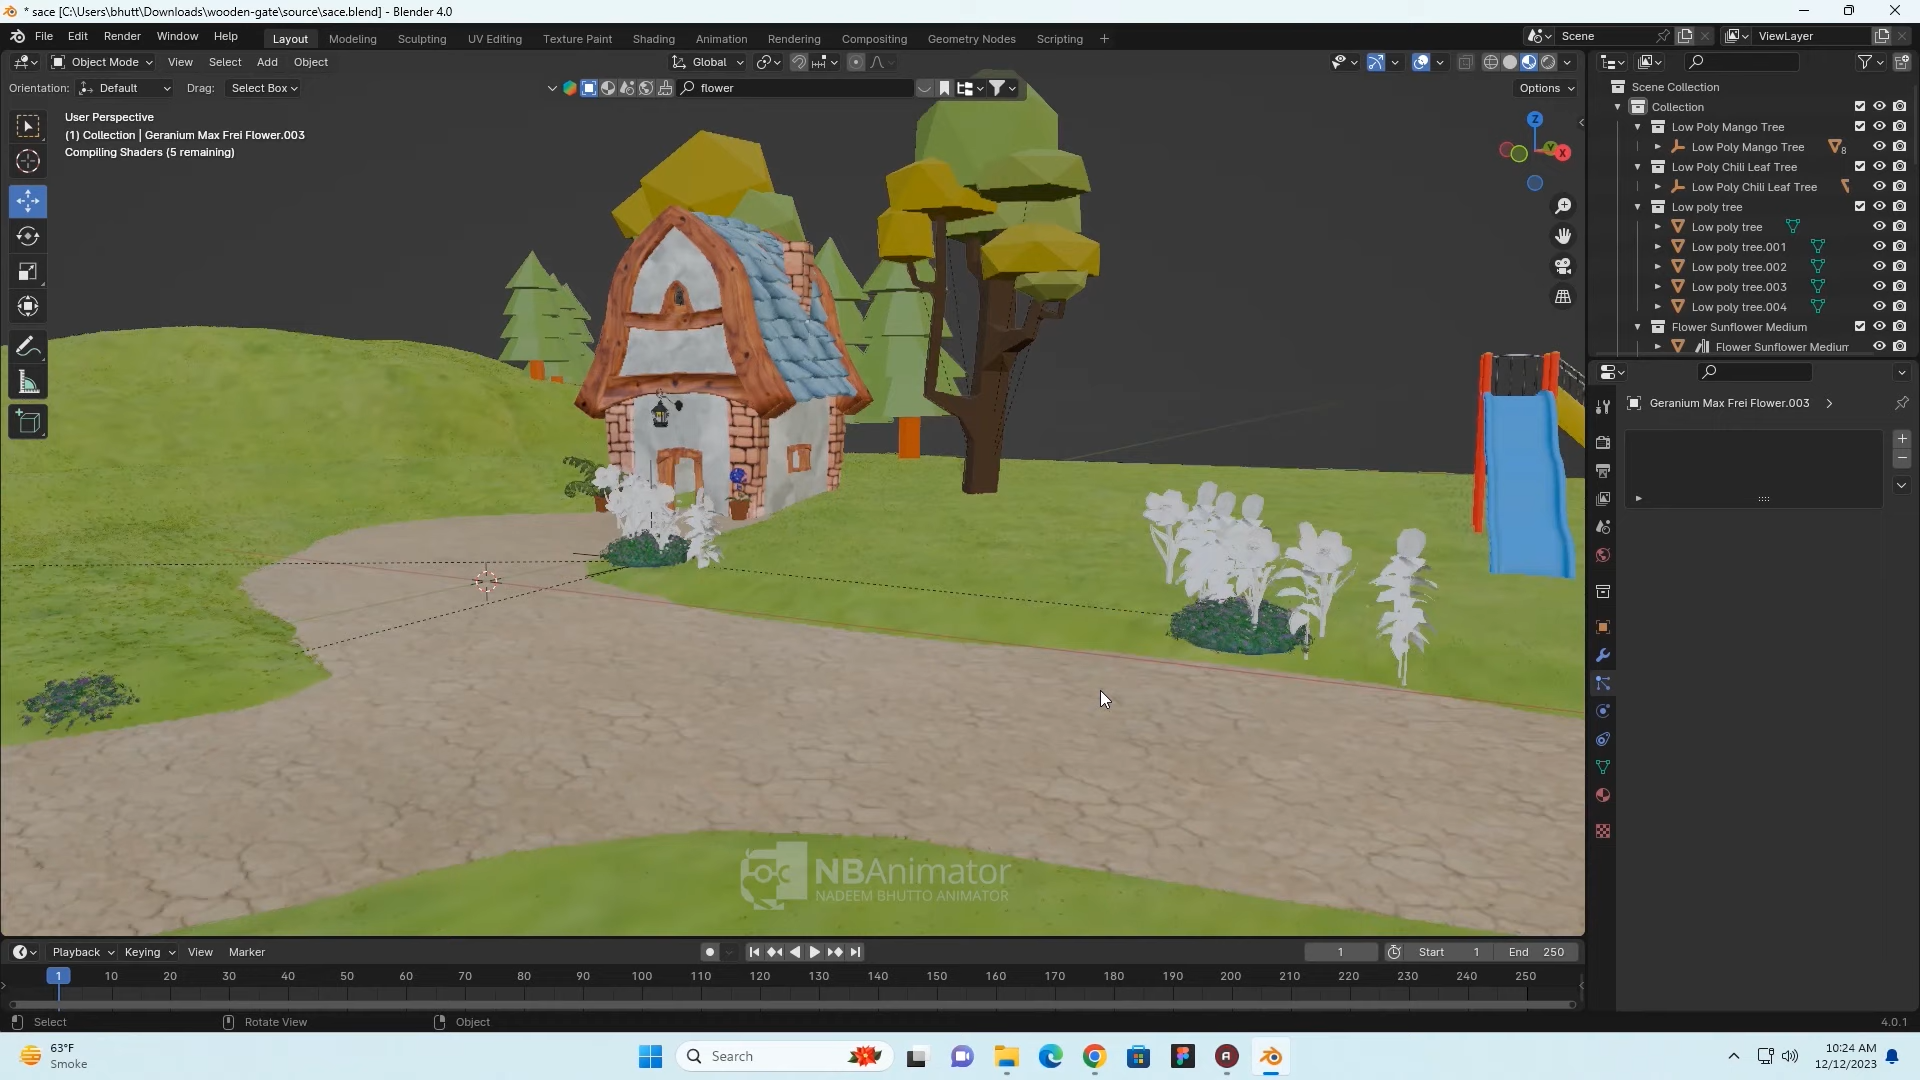 * sace [C:\Users\bhutt\Downloads\wooden-gate\source\sace.blend] - Blender 4.0
File Edit Render Window Help Layout Modeling Sculpting UV Editing Texture Paint Shading Animation Rendering Compositing Geometry Nodes Scripting + Scene ViewLayer
Object Mode View Select Add Object Global
Orientation: Default Drag: Select Box flower Options
User Perspective
(1) Collection | Geranium Max Frei Flower.003
Compiling Shaders (5 remaining)
Z
Y
X
Scene Collection
Collection
Low Poly Mango Tree
Low Poly Mango Tree 8
Low Poly Chili Leaf Tree
Low Poly Chili Leaf Tree
Low poly tree
Low poly tree
Low poly tree.001
Low poly tree.002
Low poly tree.003
Low poly tree.004
Flower Sunflower Medium
Flower Sunflower Medium
Geranium Max Frei Flower.003
NBAnimator
NADEEM BHUTTO ANIMATOR
Playback Keying View Marker 1 Start 1 End 250
1 10 20 30 40 50 60 70 80 90 100 110 120 130 140 150 160 170 180 190 200 210 220 230 240 250
Select Rotate View Object 4.0.1
63°F
Smoke
Search
10:24 AM
12/12/2023